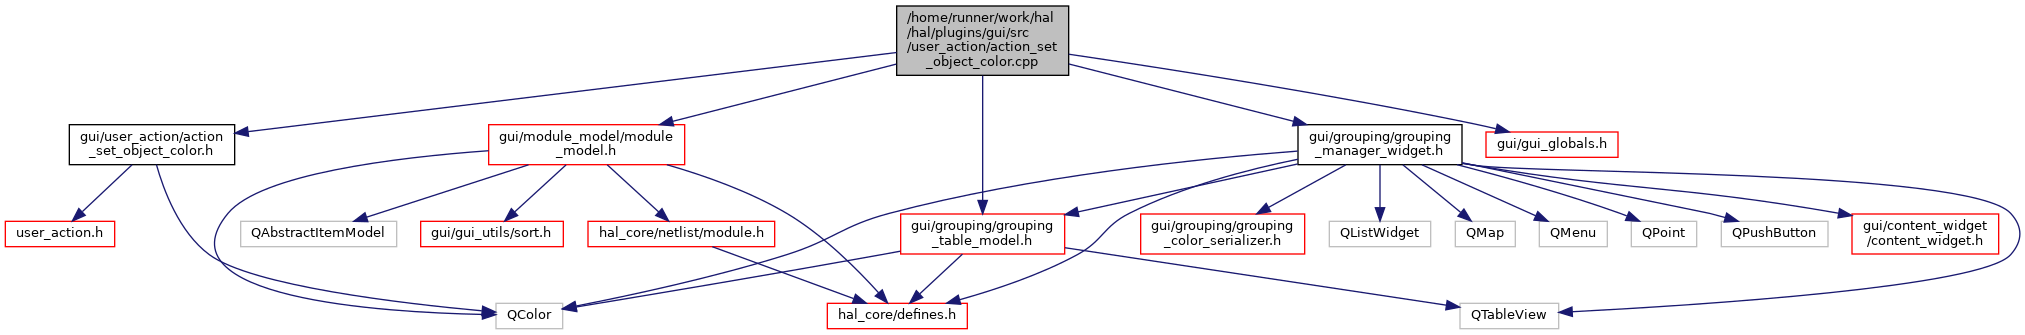 /home/runner/work/hal
/hal/plugins/gui/src
/user_action/action_set
_object_color.cpp
gui/user_action/action
_set_object_color.h
gui/module_model/module
_model.h
gui/grouping/grouping
_manager_widget.h
gui/gui_globals.h
user_action.h
QAbstractItemModel
gui/gui_utils/sort.h
hal_core/netlist/module.h
gui/grouping/grouping
_table_model.h
gui/grouping/grouping
_color_serializer.h
QListWidget
QMap
QMenu
QPoint
QPushButton
gui/content_widget
/content_widget.h
QColor
hal_core/defines.h
QTableView